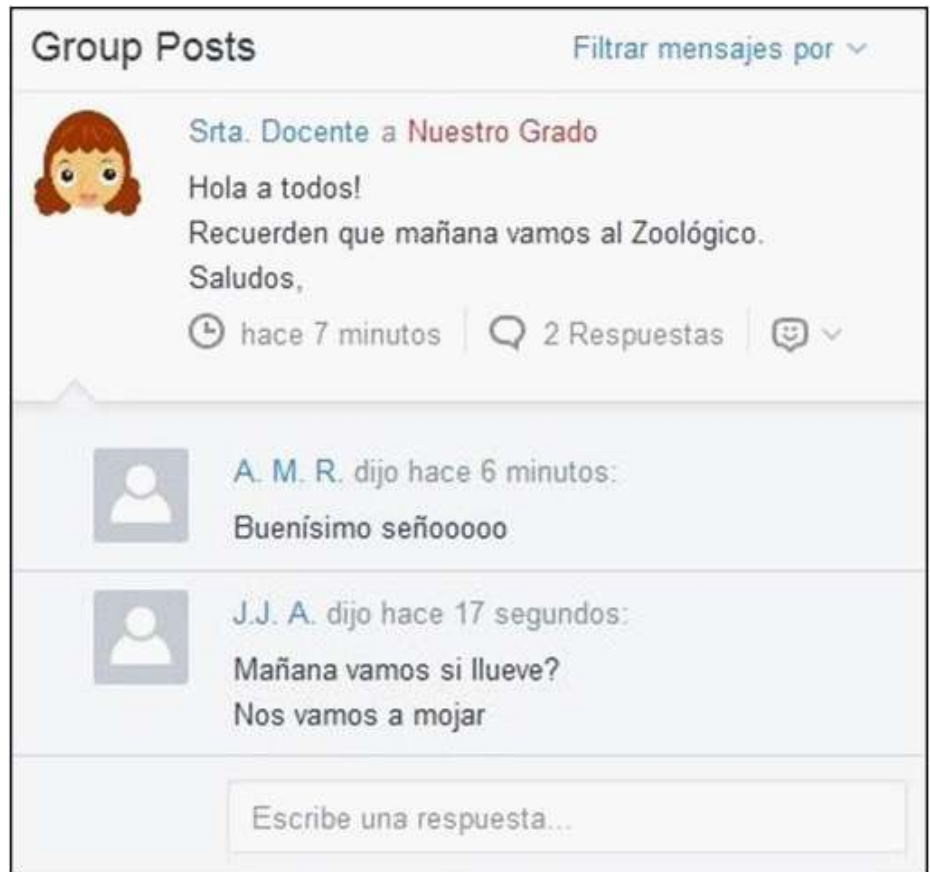 Group Posts
Filtrar mensajes por
Srta. Docente a Nuestro Grado
Hola a todos!
Recuerden que mañana vamos al Zoológico.
Saludos,
hace 7 minutos
2 Respuestas
A. M. R. dijo hace 6 minutos:
Buenísimo señooooo
J.J. A. dijo hace 17 segundos:
Mañana vamos si llueve?
Nos vamos a mojar
Escribe una respuesta...